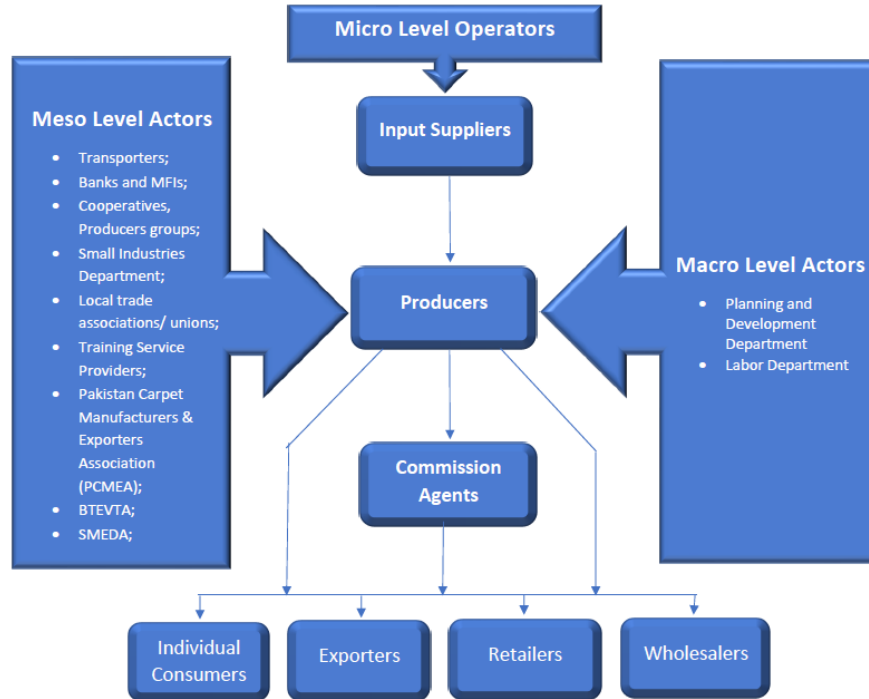 Micro Level Operators
Meso Level Actors
• Transporters;
• Banks and MFIs;
• Cooperatives,
Producers groups;
• Small Industries
Department;
• Local trade
associations/ unions;
• Training Service
Providers;
• Pakistan Carpet
Manufacturers &
Exporters
Association
(PCMEA);
• BTEVTA;
• SMEDA;
Input Suppliers
Producers
Macro Level Actors
• Planning and
Development
Department
• Labor Department
Commission
Agents
Individual
Consumers
Exporters
Retailers
Wholesalers